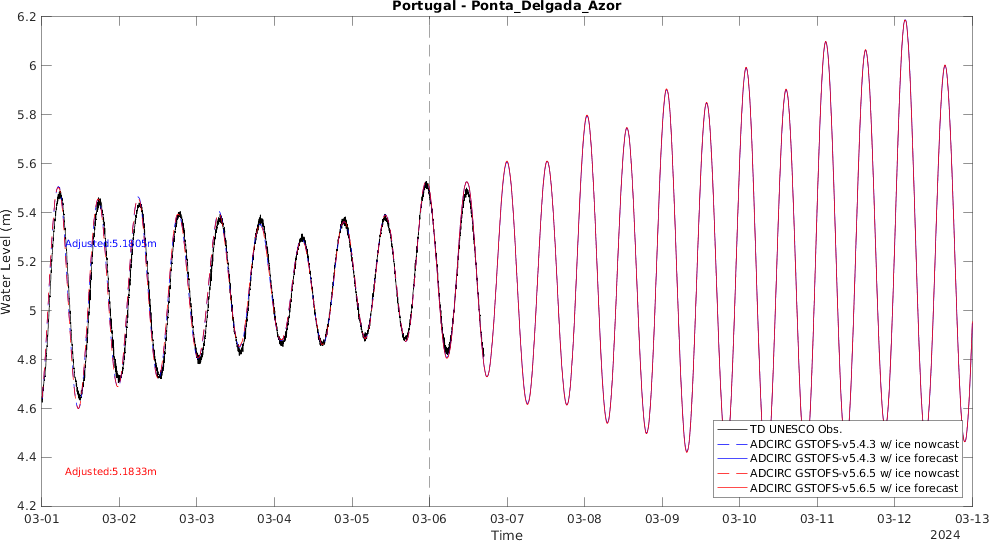 Portugal - Ponta_Delgada_Azor
6.2
6
5.8
5.6
5.4
5.2
5
4.8
4.6
4.4
4.2
Water Level (m)
Adjusted:5.1805m
Adjusted:5.1833m
TD UNESCO Obs.
ADCIRC GSTOFS-v5.4.3 w/ ice nowcast
ADCIRC GSTOFS-v5.4.3 w/ ice forecast
ADCIRC GSTOFS-v5.6.5 w/ ice nowcast
ADCIRC GSTOFS-v5.6.5 w/ ice forecast
03-01 03-02 03-03 03-04 03-05 03-06 03-07 03-08 03-09 03-10 03-11 03-12 03-13
Time
2024